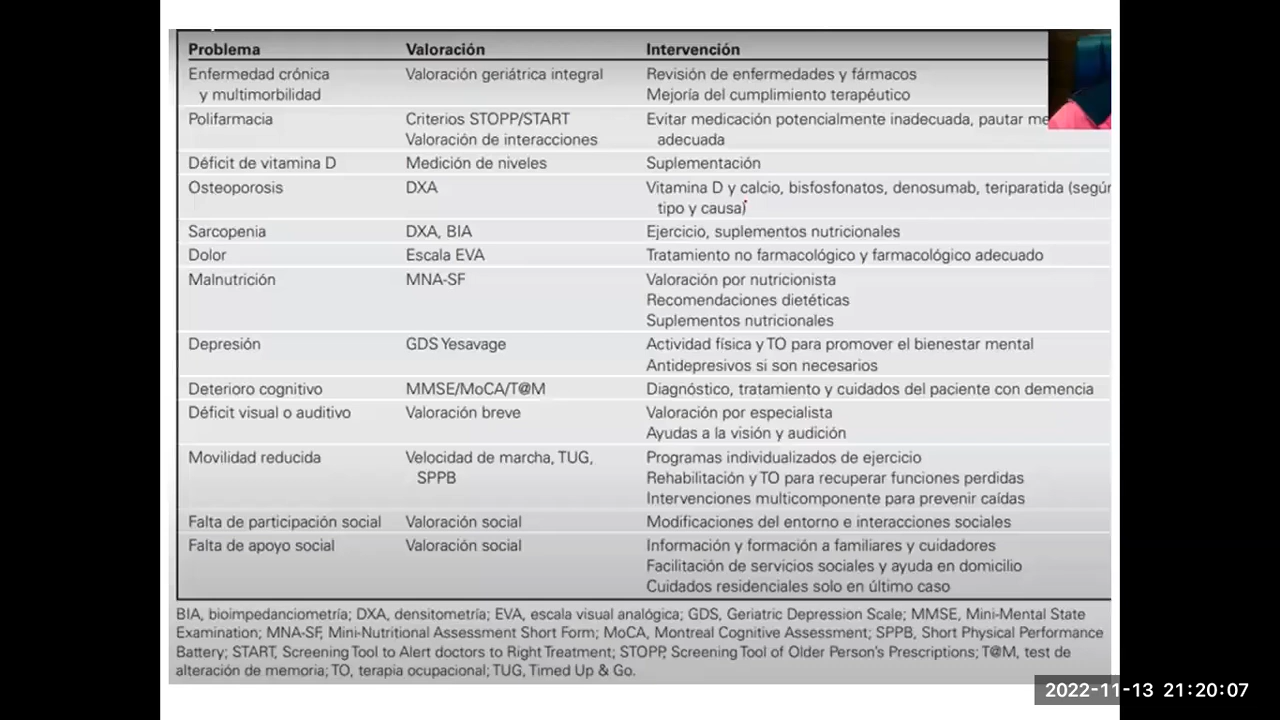 Problema Valoración Intervención
Enfermedad crónica Valoración geriátrica integral Revisión de enfermedades y fármacos
y multimorbilidad Mejoría del cumplimiento terapéutico
Polifarmacia Criterios STOPP/START Evitar medicación potencialmente inadecuada, pautar
Valoración de interacciones adecuada
Déficit de vitamina D Medición de niveles Suplementación
Osteoporosis DXA Vitamina D y calcio, bisfosfonatos, denosumab, teriparatida (según
tipo y causa)
Sarcopenia DXA, BIA Ejercicio, suplementos nutricionales
Dolor Escala EVA Tratamiento no farmacológico y farmacológico adecuado
Malnutrición MNA-SF Valoración por nutricionista
Recomendaciones dietéticas
Suplementos nutricionales
Depresión GDS Yesavage Actividad física y TO para promover el bienestar mental
Antidepresivos si son necesarios
Deterioro cognitivo MMSE/MoCA/T@M Diagnóstico, tratamiento y cuidados del paciente con demencia
Déficit visual o auditivo Valoración breve Valoración por especialista
Ayudas a la visión y audición
Movilidad reducida Velocidad de marcha, TUG, Programas individualizados de ejercicio
SPPB Rehabilitación y TO para recuperar funciones perdidas
Intervenciones multicomponente para prevenir caídas
Falta de participación social Valoración social Modificaciones del entorno e interacciones sociales
Falta de apoyo social Valoración social Información y formación a familiares y cuidadores
Facilitación de servicios sociales y ayuda en domicilio
Cuidados residenciales solo en último caso
BIA, bioimpedanciometría; DXA, densitometría; EVA, escala visual analógica; GDS, Geriatric Depression Scale; MMSE, Mini-Mental State
Examination; MNA-SF, Mini-Nutritional Assessment Short Form; MoCA, Montreal Cognitive Assessment; SPPB, Short Physical Performance
Battery; START, Screening Tool to Alert doctors to Right Treatment; STOPP, Screening Tool of Older Person's Prescriptions; T@M, test de
alteración de memoria; TO, terapia ocupacional; TUG, Timed Up & Go.
2022-11-13 21:20:07